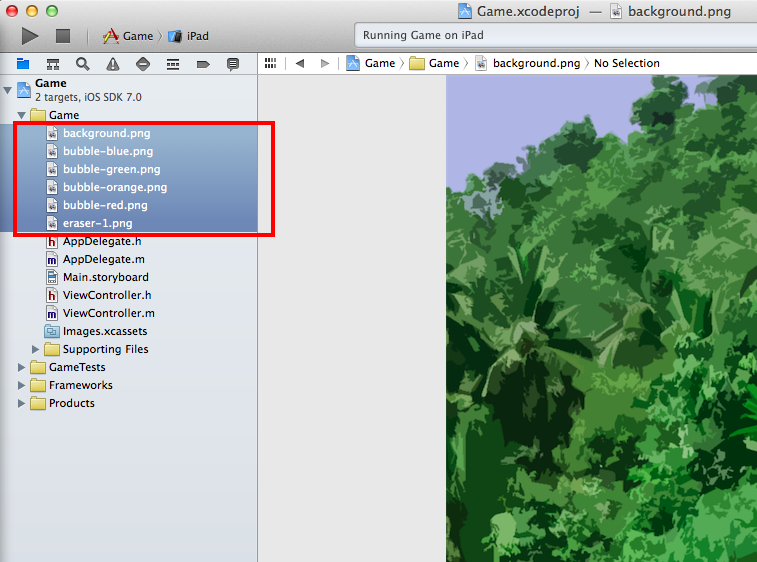 Game.xcodeproj — background.png
Game iPad
Running Game on iPad
Game Game background.png No Selection
Game
2 targets, iOS SDK 7.0
Game
background.png
bubble-blue.png
bubble-green.png
bubble-orange.png
bubble-red.png
eraser-1.png
h AppDelegate.h
m AppDelegate.m
Main.storyboard
h ViewController.h
m ViewController.m
Images.xcassets
Supporting Files
GameTests
Frameworks
Products